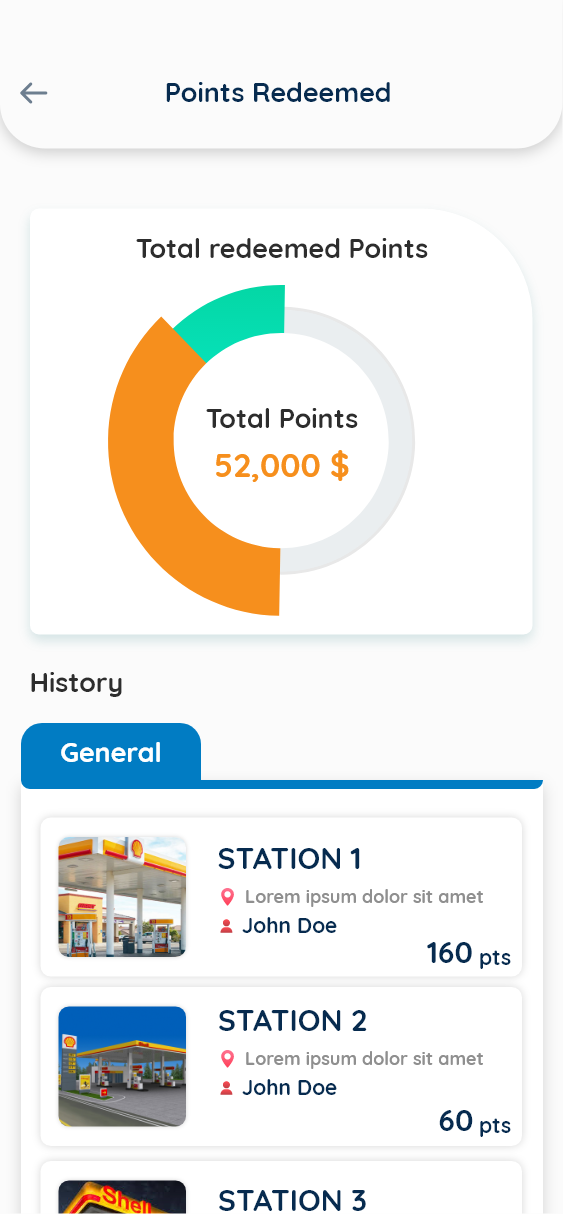 Points Redeemed
Total redeemed Points
Total Points
52,000 $
History
General
STATION 1
Lorem ipsum dolor sit amet
John Doe
160 pts
STATION 2
Lorem ipsum dolor sit amet
John Doe
60 pts
Shell
STATION 3